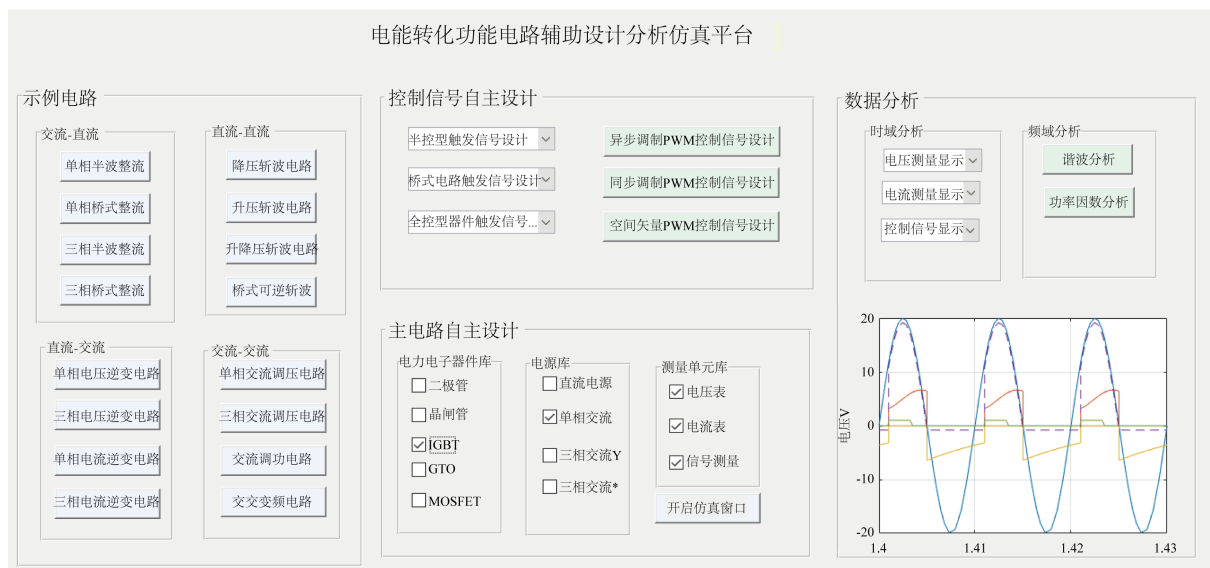 电能转化功能电路辅助设计分析仿真平台
示例电路
交流-直流
单相半波整流
单相桥式整流
三相半波整流
三相桥式整流
直流-直流
降压斩波电路
升压斩波电路
升降压斩波电路
桥式可逆斩波
直流-交流
单相电压逆变电路
三相电压逆变电路
单相电流逆变电路
三相电流逆变电路
交流-交流
单相交流调压电路
三相交流调压电路
交流调功电路
交交变频电路
控制信号自主设计
半控型触发信号设计
桥式电路触发信号设计
全控型器件触发信号...
异步调制PWM控制信号设计
同步调制PWM控制信号设计
空间矢量PWM控制信号设计
主电路自主设计
电力电子器件库
二极管
晶闸管
IGBT
GTO
MOSFET
电源库
直流电源
单相交流
三相交流Y
三相交流*
测量单元库
电压表
电流表
信号测量
开启仿真窗口
数据分析
时域分析
电压测量显示
电流测量显示
控制信号显示
频域分析
谐波分析
功率因数分析
电压V
20
10
0
-10
-20
1.4
1.41
1.42
1.43